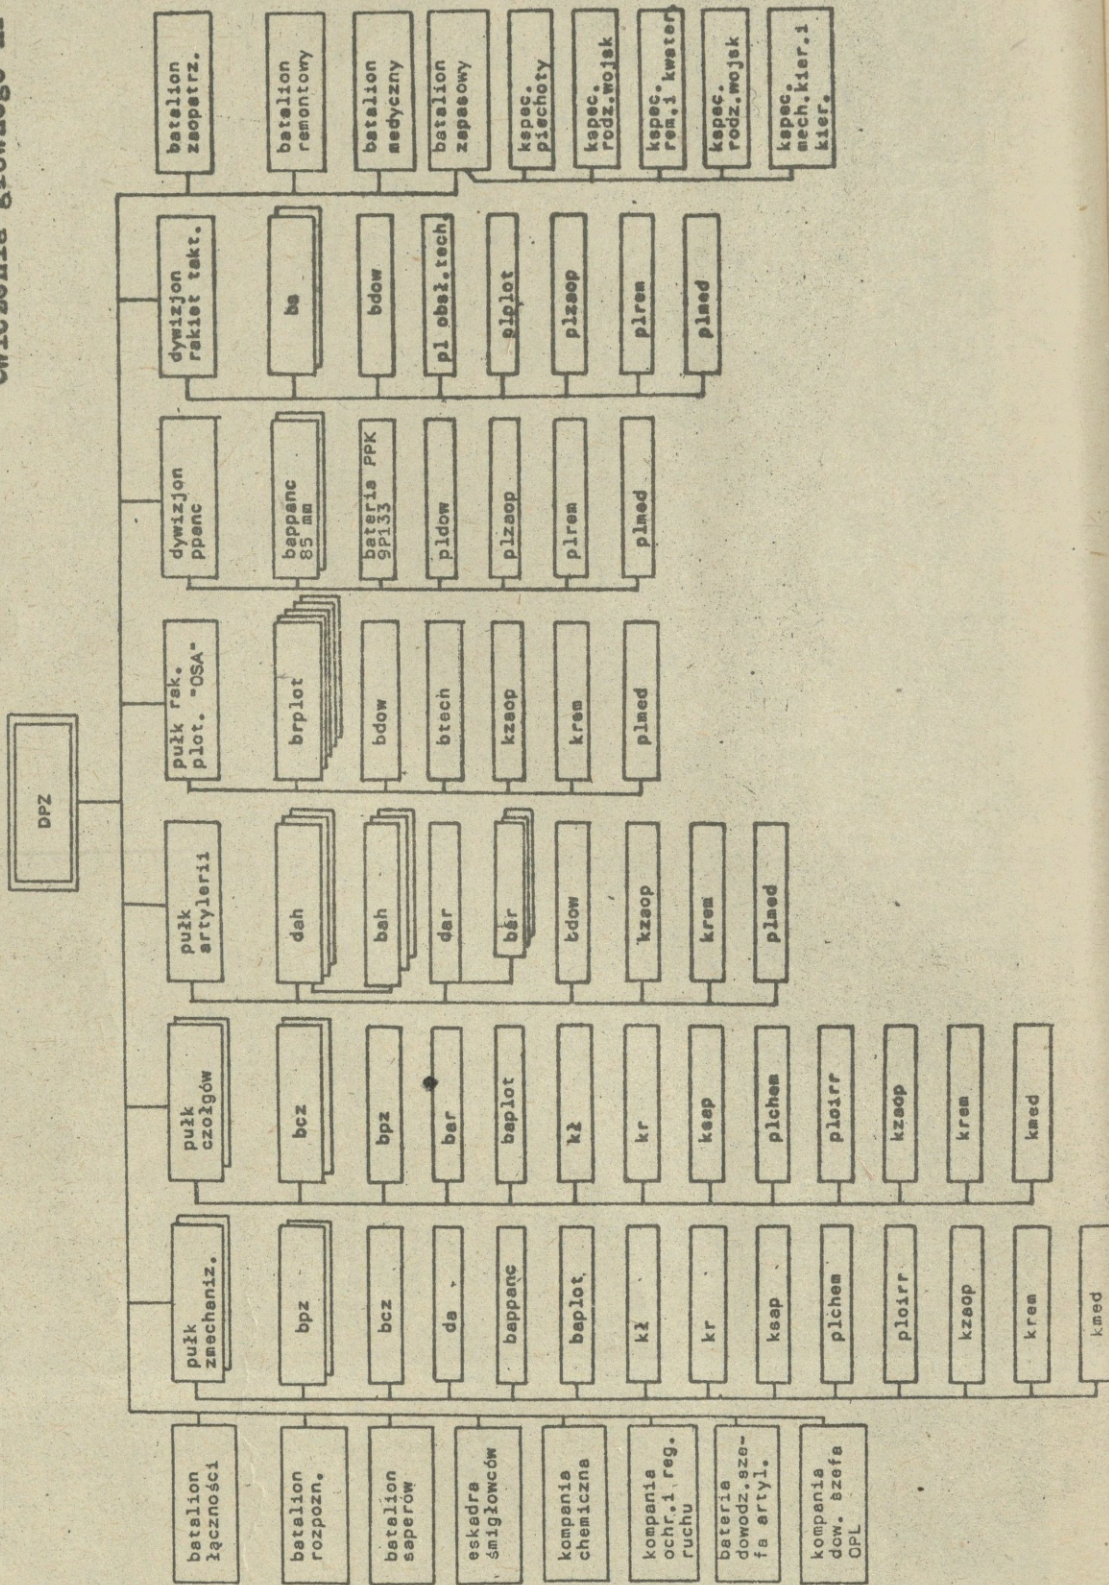 DPZ
batalion
łączności
batalion
rozpozn.
batalion
saperów
eskadra
śmigłowców
kompania
chemiczna
kompania
ochr.i reg.
ruchu
bateria
dowodz.sze-
fa artyl.
kompania
dow. szefa
OPL
pułk
zmechaniz.
bpz
bcz
da
bappanc
baplot
kł
kr
ksap
plchem
ploirr
kzaop
krem
kmed
pułk
czołgów
bcz
bpz
bar
baplot
kł
kr
ksap
plchem
ploirr
kzaop
krem
kmed
pułk
artylerii
dah
bah
dar
bar
bdow
kzaop
krem
plmed
pułk rak.
plot. "OSA"
brplot
bdow
btech
kzaop
krem
plmed
dywizjon
ppanc
bappanc
85 mm
bateria PPK
9P133
pldow
plzaop
plrem
plmed
dywizjon
rakiet takt.
bs
bdow
pl obsł.tech.
plplot
plzaop
plrem
plmed
batalion
zaopatrz.
batalion
remontowy
batalion
medyczny
batalion
zapasowy
kspec.
piechoty
kspec.
rodz.wojsk
kspec.
rem.i kwater
kspec.
rodz.wojsk
kspec.
mech.kier.i
kier.